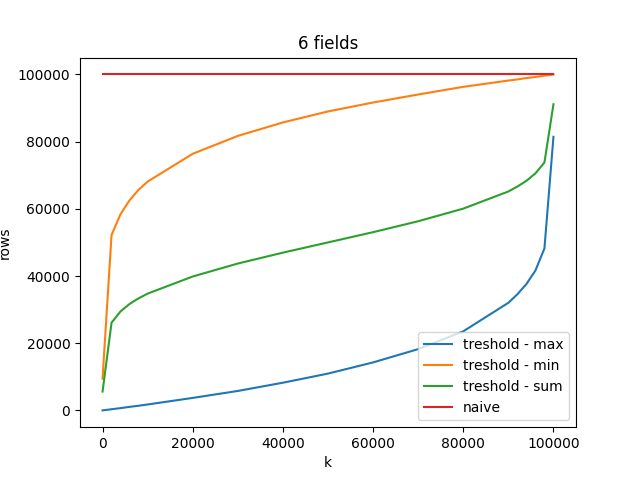 6 fields
100000
80000
60000
40000
20000
0
rows
0 20000 40000 60000 80000 100000
k
treshold - max
treshold - min
treshold - sum
naive